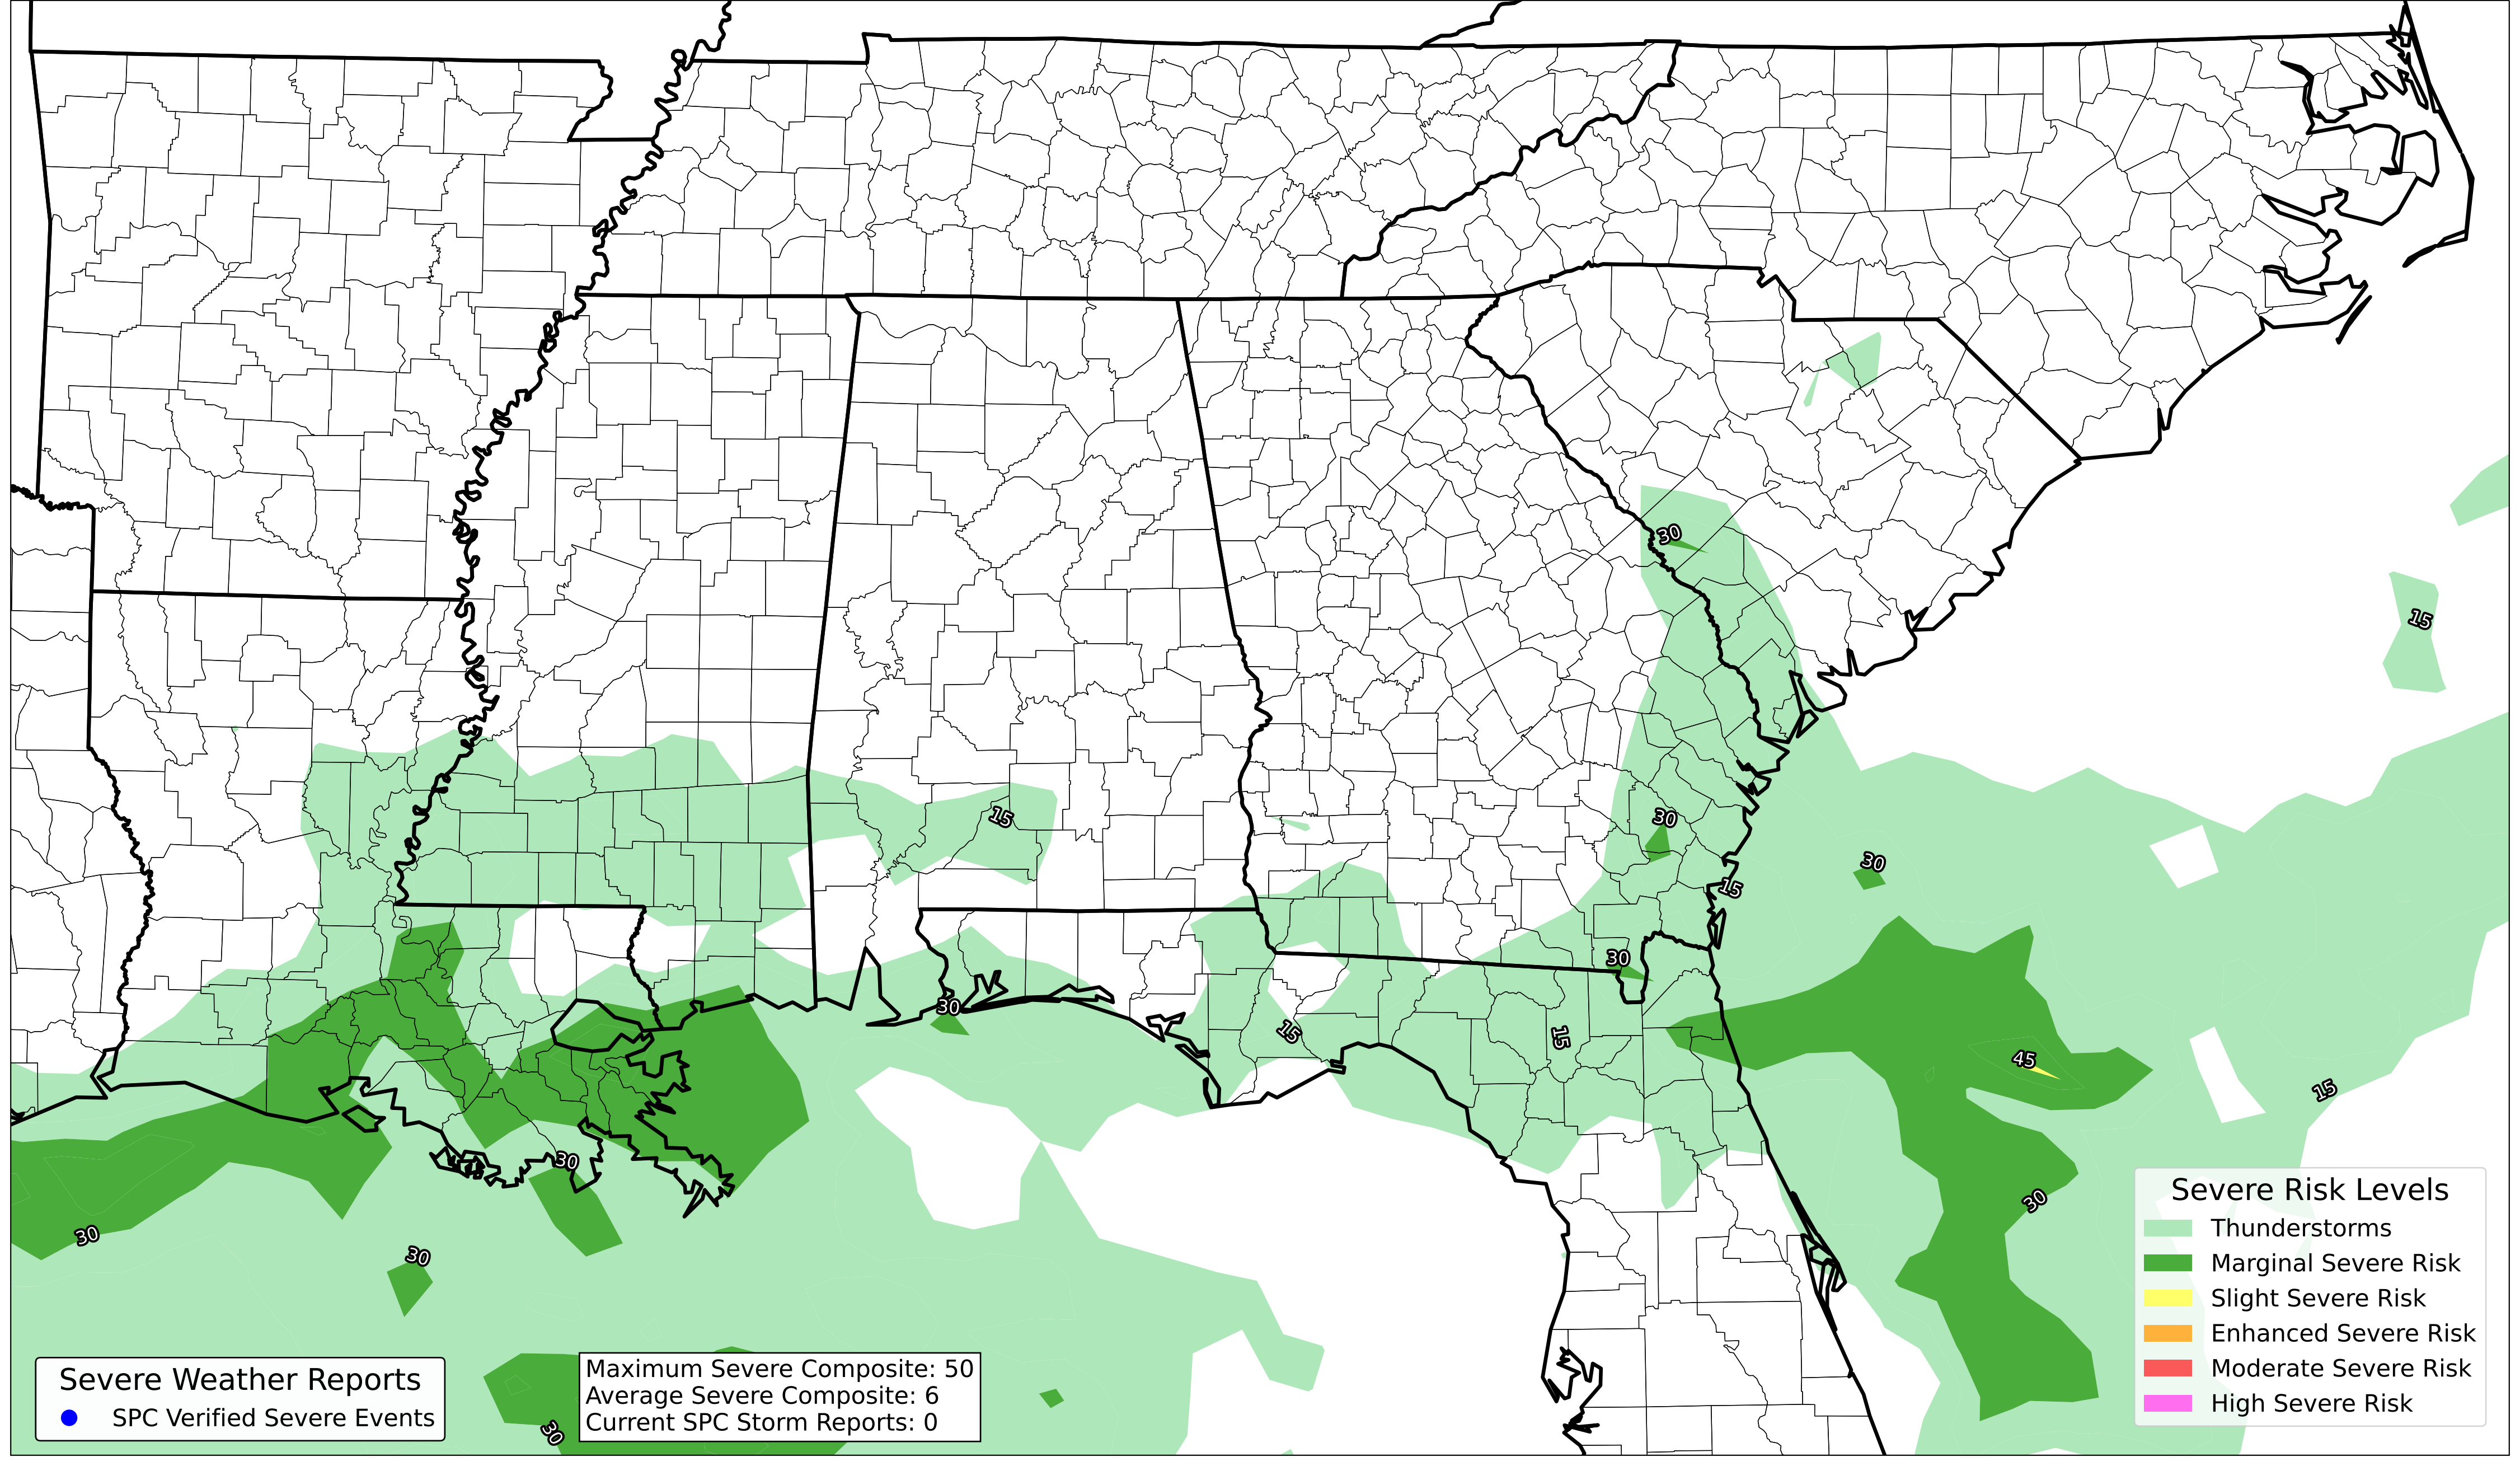 30
15
15
30
30
15
30
30
15
15
45
15
30
30
30
30
30
Severe Risk Levels
Thunderstorms
Marginal Severe Risk
Slight Severe Risk
Enhanced Severe Risk
Moderate Severe Risk
High Severe Risk
Severe Weather Reports
SPC Verified Severe Events
Maximum Severe Composite: 50
Average Severe Composite: 6
Current SPC Storm Reports: 0